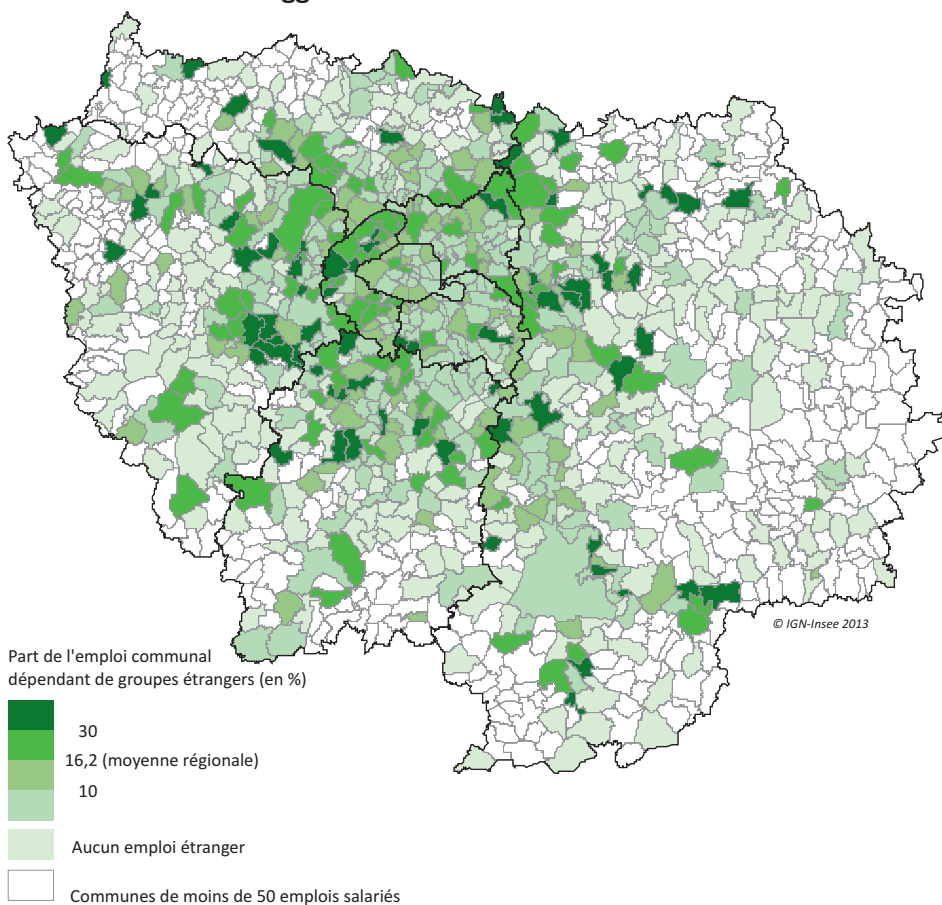 © IGN-Insee 2013
Part de l'emploi communal
dépendant de groupes étrangers (en %)
30
16,2 (moyenne régionale)
10
Aucun emploi étranger
Communes de moins de 50 emplois salariés